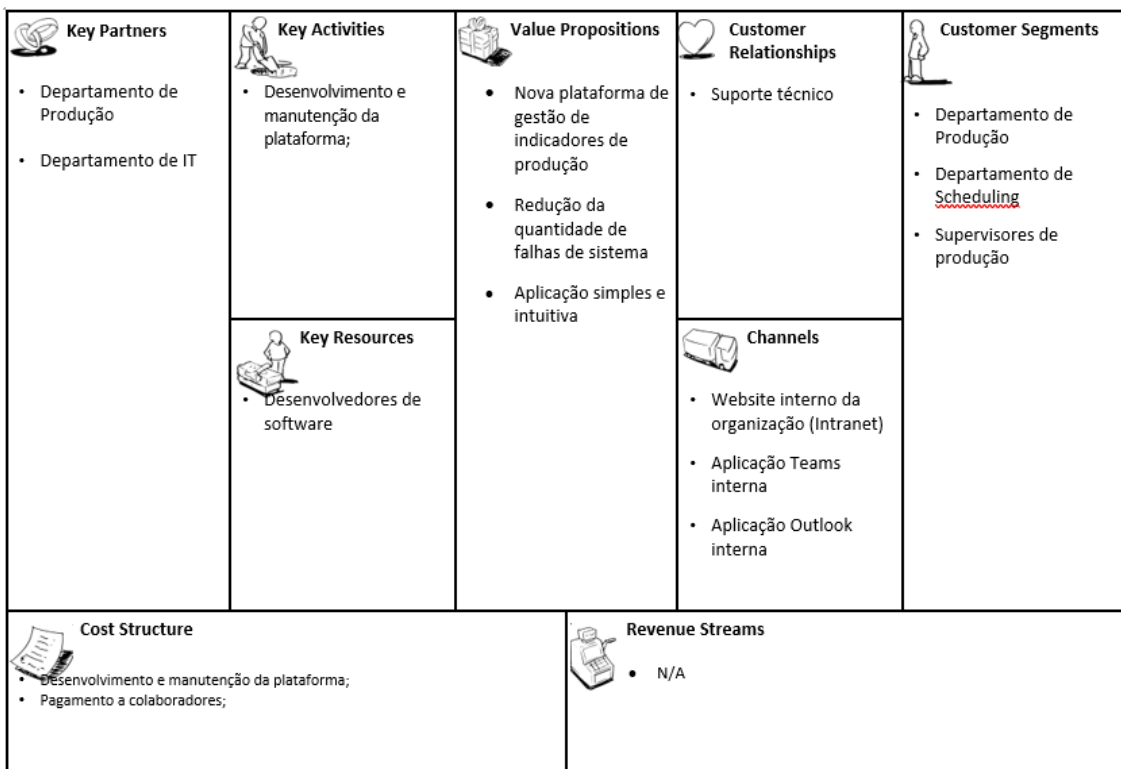 Key Partners
• Departamento de
Produção
• Departamento de IT
Key Activities
• Desenvolvimento e
manutenção da
plataforma;
Key Resources
• Desenvolvedores de
software
Value Propositions
• Nova plataforma de
gestão de
indicadores de
produção
• Redução da
quantidade de
falhas de sistema
• Aplicação simples e
intuitiva
Customer
Relationships
• Suporte técnico
Channels
• Website interno da
organização (Intranet)
• Aplicação Teams
interna
• Aplicação Outlook
interna
Customer Segments
• Departamento de
Produção
• Departamento de
Scheduling
• Supervisores de
produção
Cost Structure
• Desenvolvimento e manutenção da plataforma;
• Pagamento a colaboradores;
Revenue Streams
• N/A